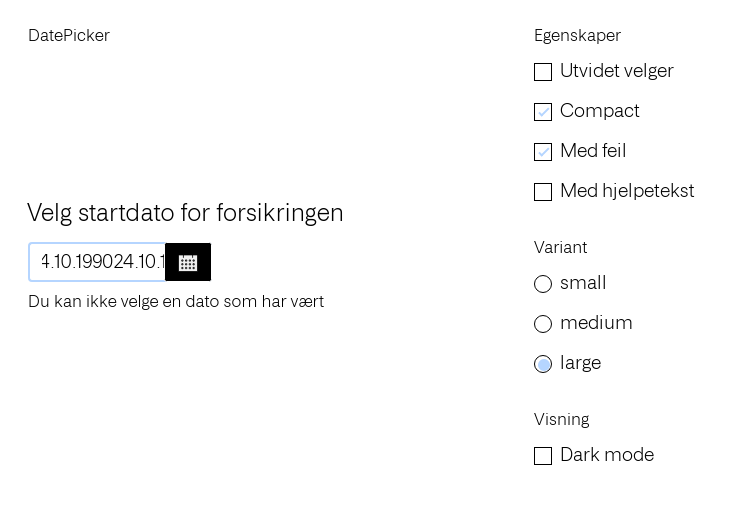 DatePicker
Velg startdato for forsikringen
4.10.199024.10.1
Du kan ikke velge en dato som har vært
Egenskaper
Utvidet velger
Compact
Med feil
Med hjelpetekst
Variant
small
medium
large
Visning
Dark mode